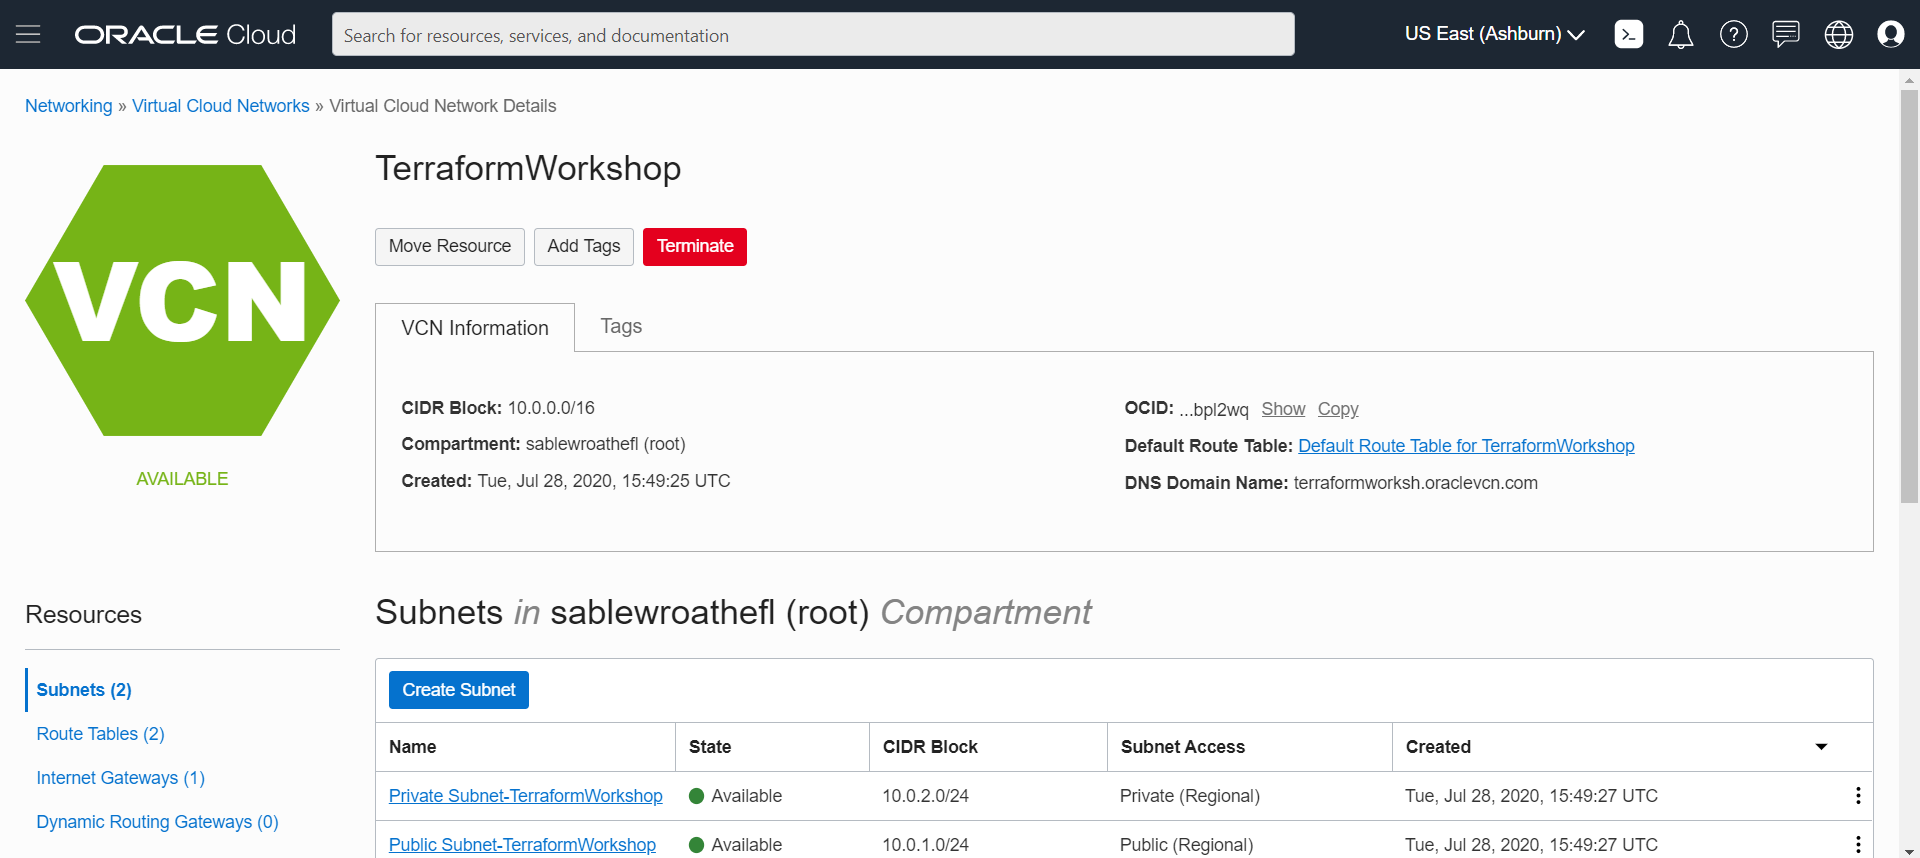 ORACLE Cloud
Search for resources, services, and documentation
US East (Ashburn)
Networking » Virtual Cloud Networks » Virtual Cloud Network Details
VCN
AVAILABLE
TerraformWorkshop
Move Resource Add Tags Terminate
VCN Information Tags
CIDR Block: 10.0.0.0/16
Compartment: sablewroathefl (root)
Created: Tue, Jul 28, 2020, 15:49:25 UTC
OCID: ...bpl2wq Show Copy
Default Route Table: Default Route Table for TerraformWorkshop
DNS Domain Name: terraformworksh.oraclevcn.com
Resources
Subnets (2)
Route Tables (2)
Internet Gateways (1)
Dynamic Routing Gateways (0)
Subnets in sablewroathefl (root) Compartment
Create Subnet
Name State CIDR Block Subnet Access Created
Private Subnet-TerraformWorkshop Available 10.0.2.0/24 Private (Regional) Tue, Jul 28, 2020, 15:49:27 UTC
Public Subnet-TerraformWorkshop Available 10.0.1.0/24 Public (Regional) Tue, Jul 28, 2020, 15:49:27 UTC